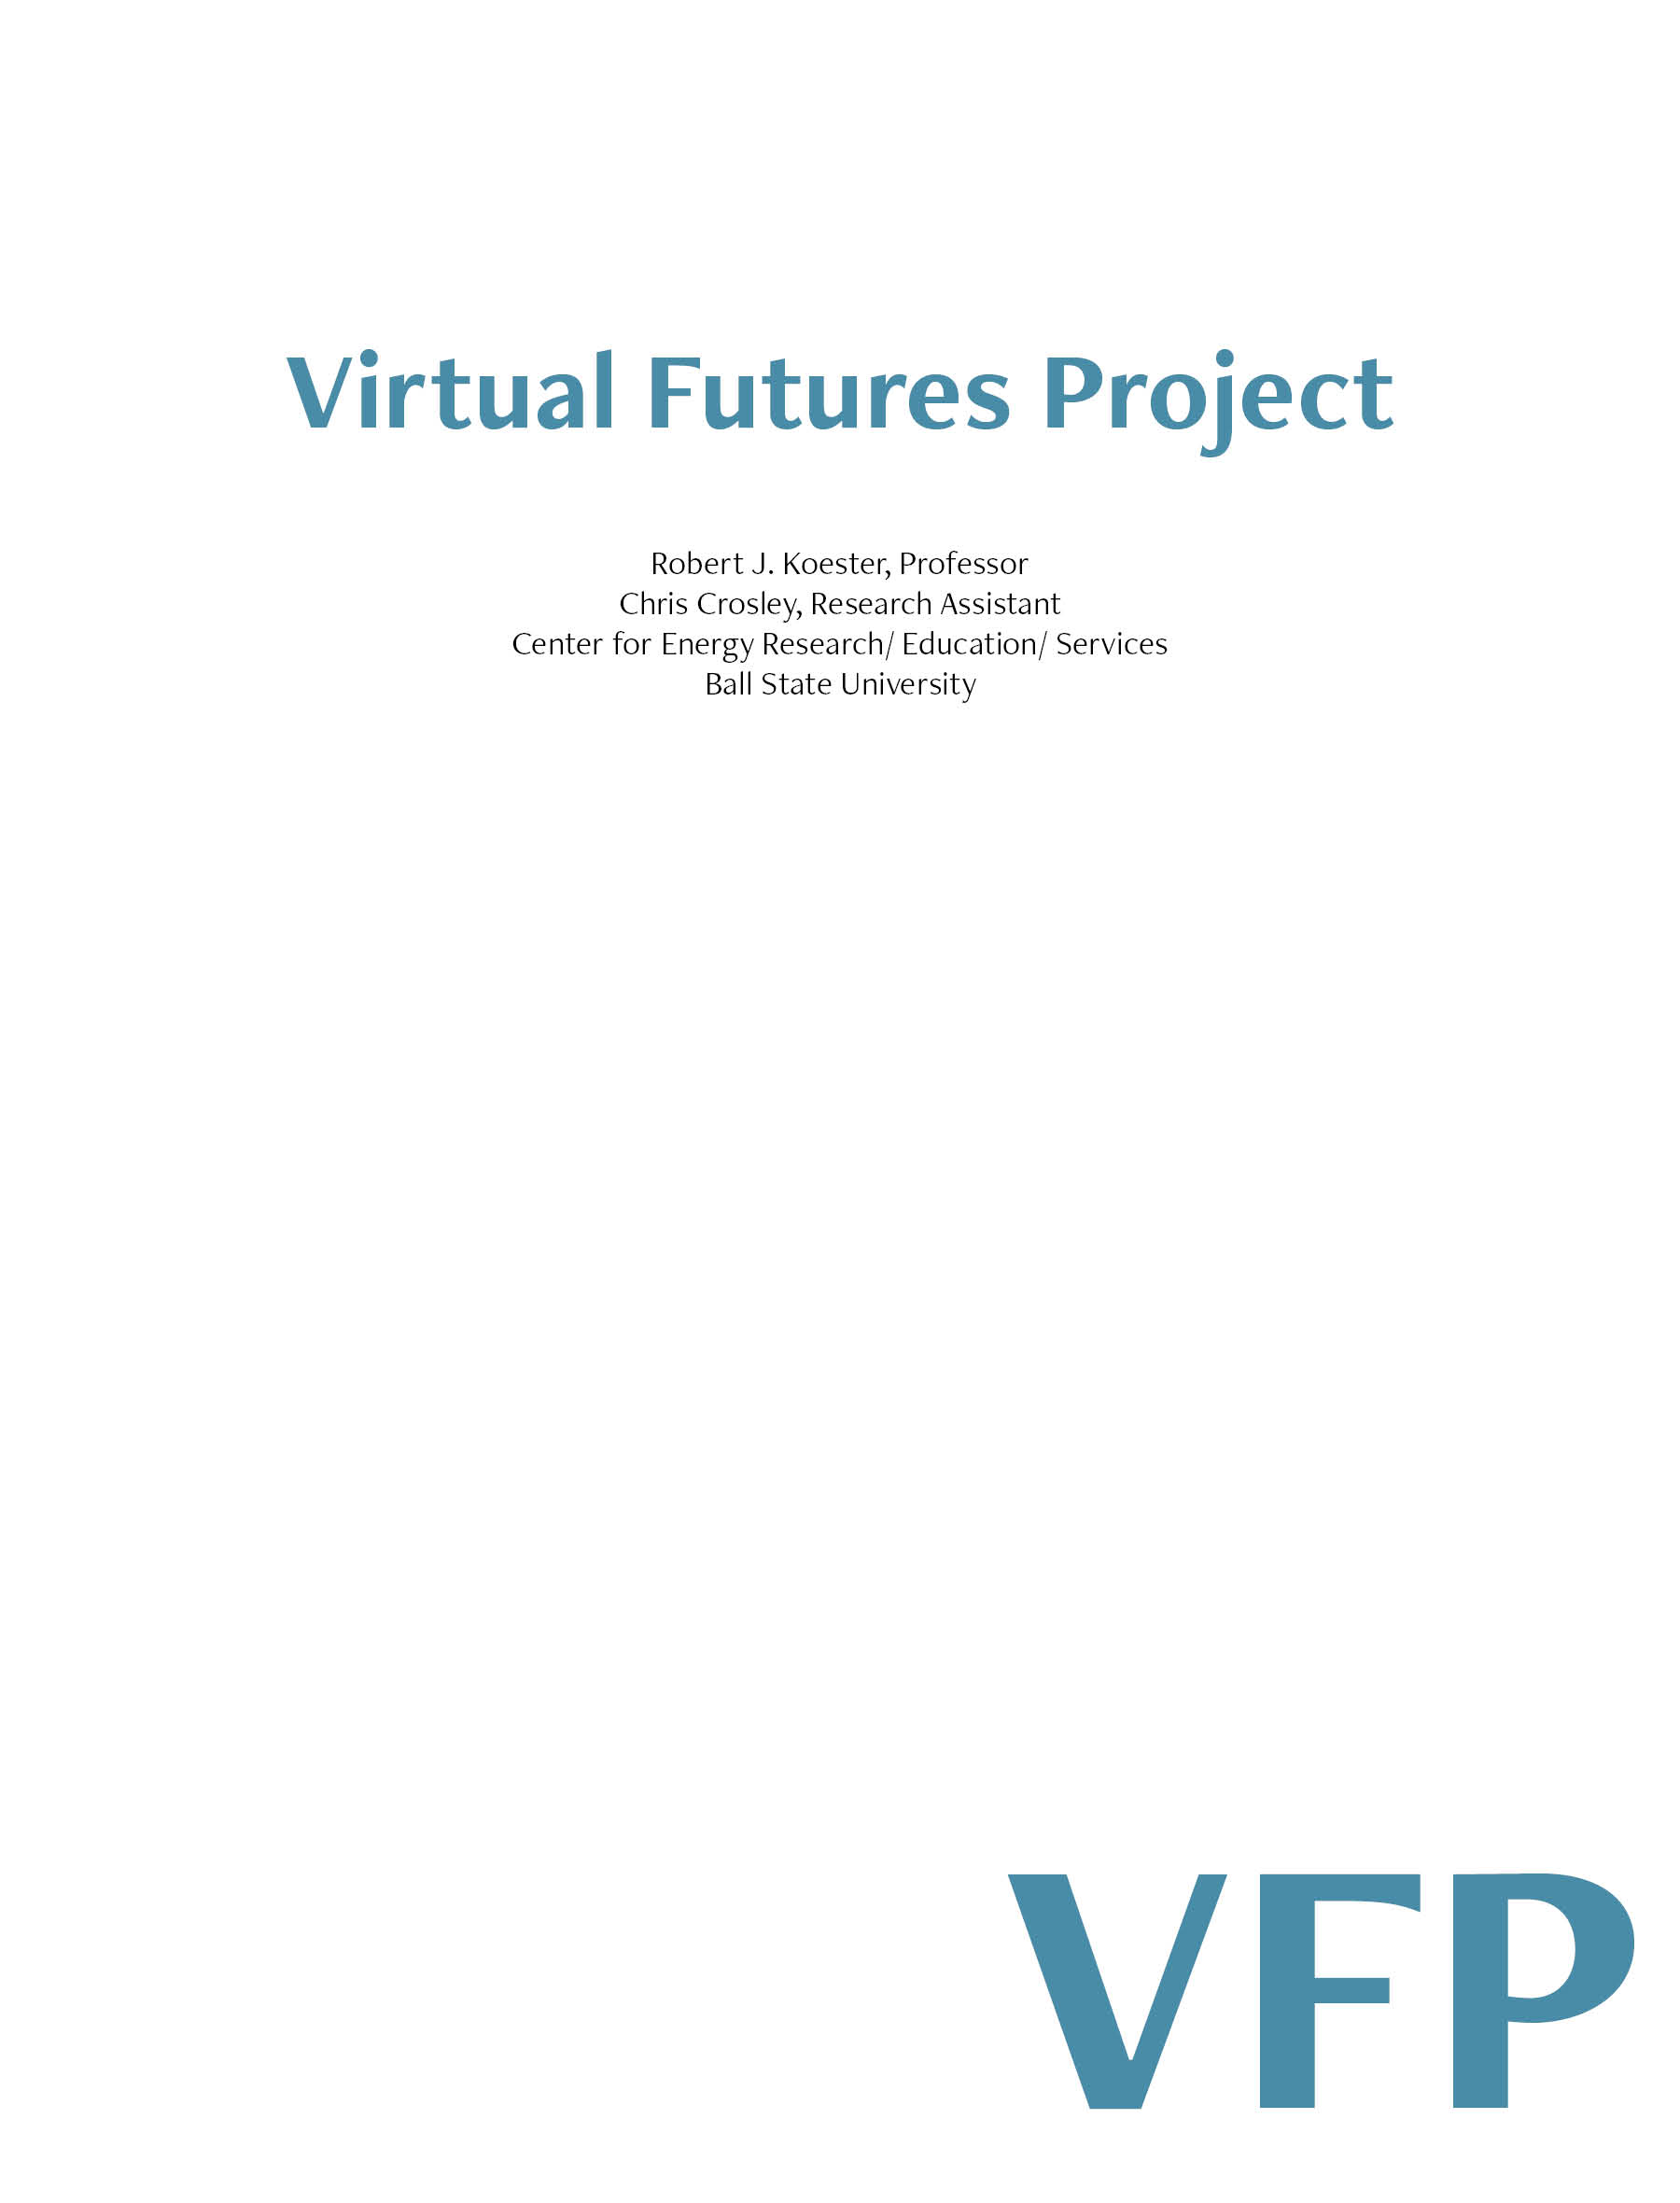 Virtual Futures Project
Robert J. Koester, Professor
Chris Crosley, Research Assistant
Center for Energy Research/ Education/ Services
Ball State University
VFP